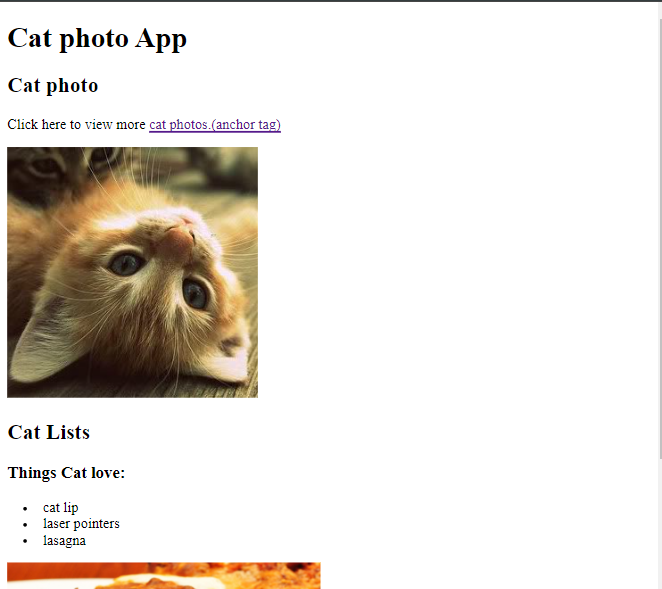 Cat photo App
Cat photo
Click here to view more cat photos.(anchor tag)
Cat Lists
Things Cat love:
cat lip
laser pointers
lasagna